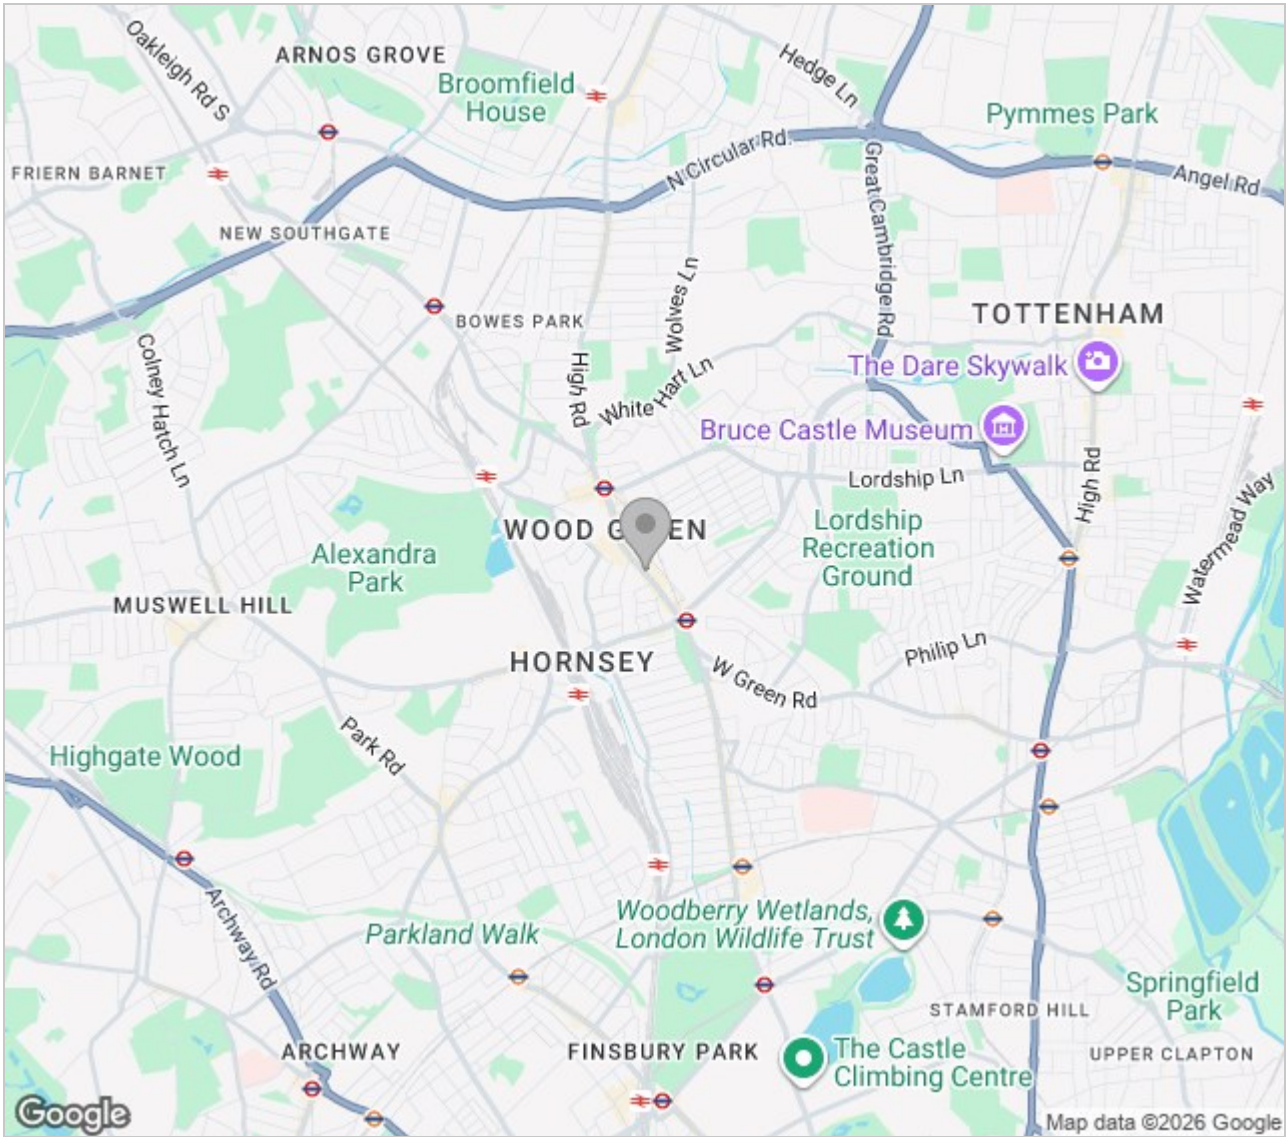 Oakleigh Rd S
ARNOS GROVE
Broomfield
House
Hedge Ln
Pymmes Park
N Circular Rd.
Great Cambridge Rd
Angel Rd
FRIERN BARNET
NEW SOUTHGATE
Wolves Ln
TOTTENHAM
BOWES PARK
Colney Hatch Ln
High Rd
White Hart Ln
The Dare Skywalk
Bruce Castle Museum
Lordship Ln
High Rd
Watermead Way
WOOD G EEN
Lordship
Recreation
Ground
Alexandra
Park
MUSWELL HILL
HORNSEY
Philip Ln
W Green Rd
Park Rd
Highgate Wood
Archway Rd
Parkland Walk
Woodberry Wetlands,
London Wildlife Trust
Springfield
Park
STAMFORD HILL
ARCHWAY
FINSBURY PARK
The Castle
Climbing Centre
UPPER CLAPTON
Google
Map data ©2026 Google